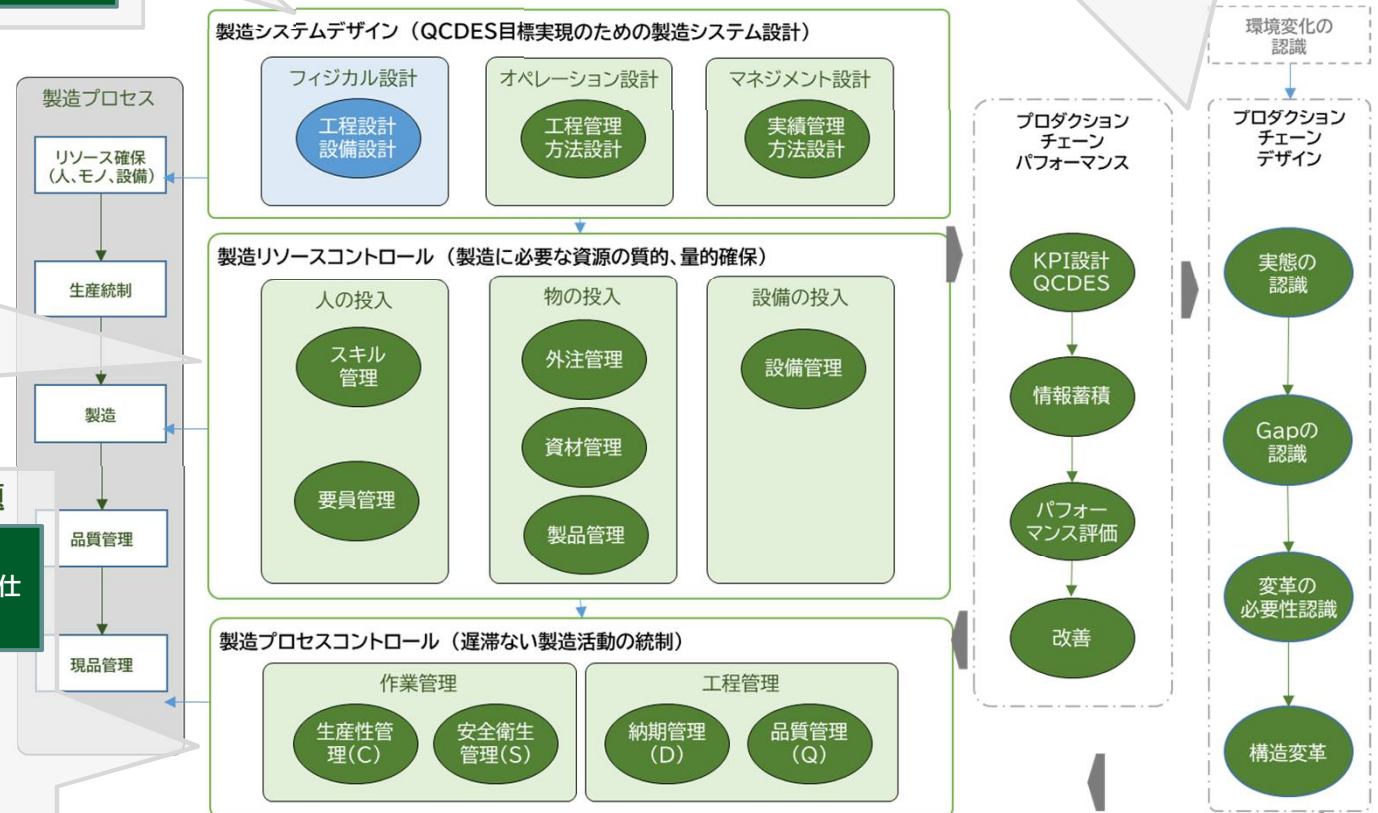 製造システムデザイン（QCDES目標実現のための製造システム設計）
フィジカル設計
工程設計
設備設計
オペレーション設計
工程管理
方法設計
マネジメント設計
実績管理
方法設計
製造プロセス
リソース確保
（人、モノ、設備）
生産統制
製造
品質管理
現品管理
題
仕
製造リソースコントロール（製造に必要な資源の質的、量的確保）
人の投入
スキル
管理
要員管理
物の投入
外注管理
資材管理
製品管理
設備の投入
設備管理
製造プロセスコントロール（遅滞ない製造活動の統制）
作業管理
生産性管
理(C)
安全衛生
管理(S)
工程管理
納期管理
(D)
品質管理
(Q)
プロダクション
チェーン
パフォーマンス
KPI設計
QCDES
情報蓄積
パフォー
マンス評価
改善
環境変化の
認識
プロダクション
チェーン
デザイン
実態の
認識
Gapの
認識
変革の
必要性認識
構造変革